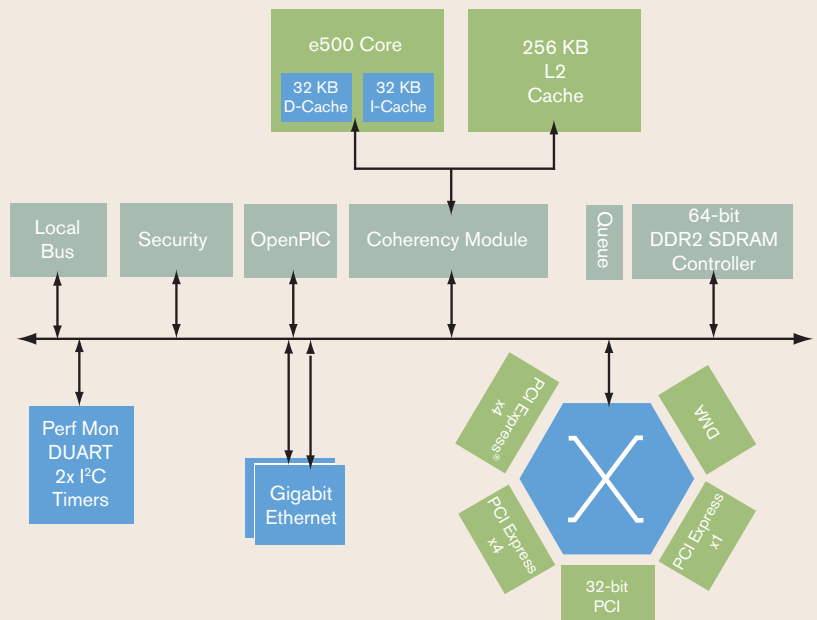 e500 Core
32 KB
D-Cache
32 KB
I-Cache
256 KB
L2
Cache
Local
Bus
Security
OpenPIC
Coherency Module
Queue
64-bit
DDR2 SDRAM
Controller
Perf Mon
DUART
2x I²C
Timers
Gigabit
Ethernet
PCI Express®
x4
DMA
PCI Express
x4
PCI Express
x1
32-bit
PCI